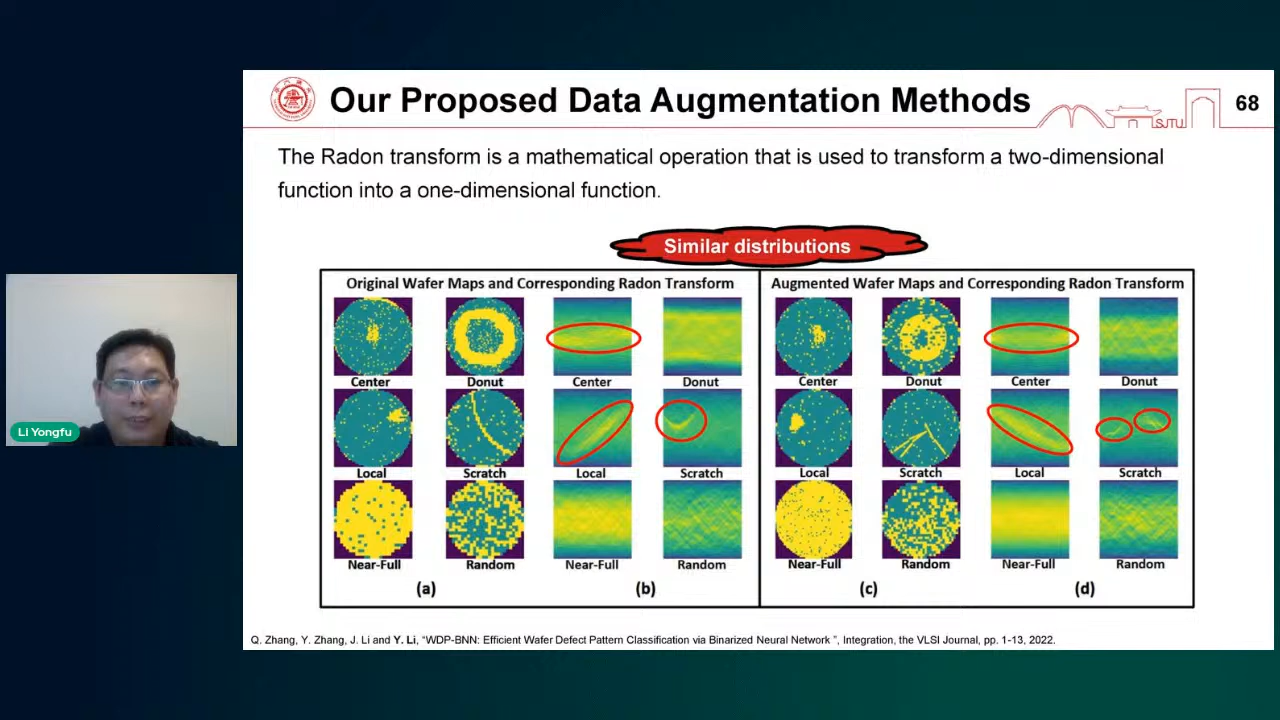 Our Proposed Data Augmentation Methods
SJTU
68
The Radon transform is a mathematical operation that is used to transform a two-dimensional
function into a one-dimensional function.
Similar distributions
Original Wafer Maps and Corresponding Radon Transform
Center Donut Center Donut
Local Scratch Local Scratch
Near-Full Random Near-Full Random
(a) (b)
Augmented Wafer Maps and Corresponding Radon Transform
Center Donut Center Donut
Local Scratch Local Scratch
Near-Full Random Near-Full Random
(c) (d)
Q. Zhang, Y. Zhang, J. Li and Y. Li, “WDP-BNN: Efficient Wafer Defect Pattern Classification via Binarized Neural Network ”, Integration, the VLSI Journal, pp. 1-13, 2022.
Li Yongfu